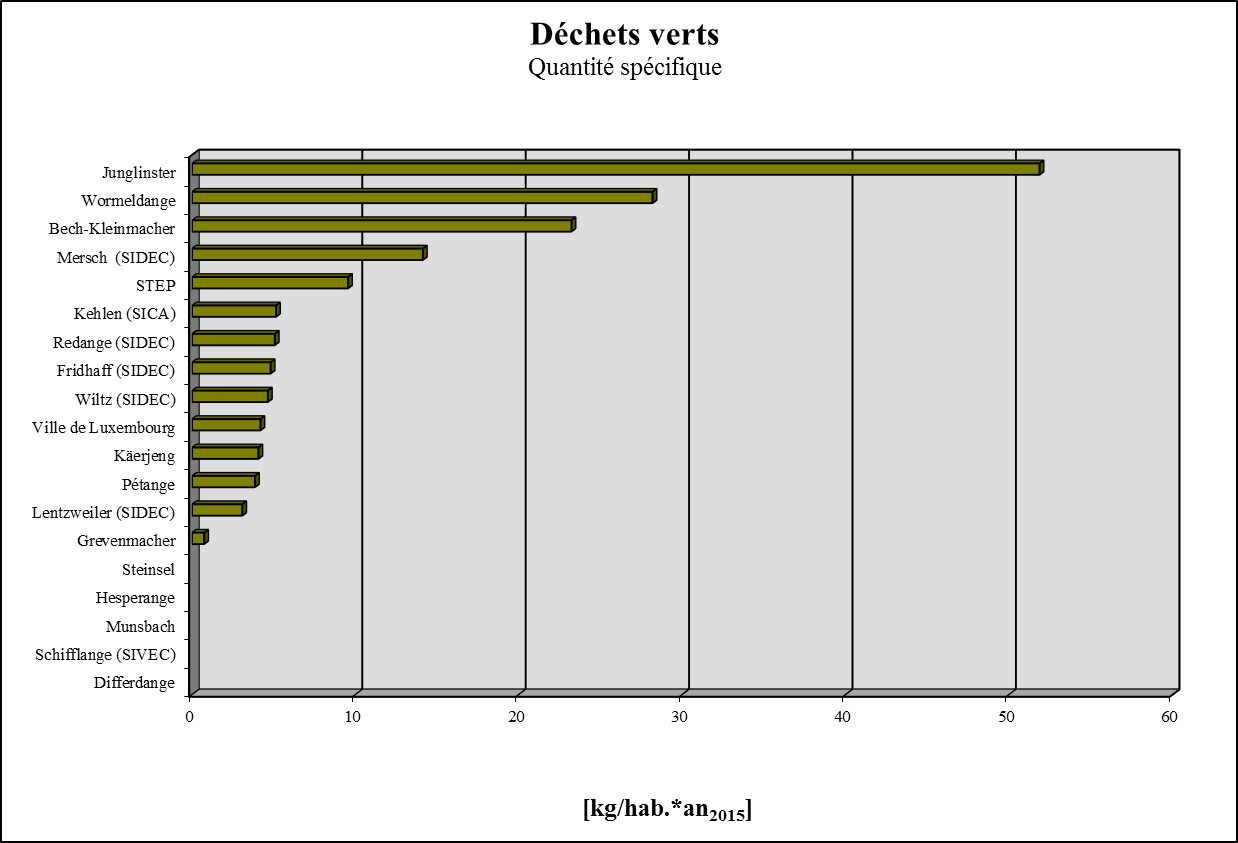 Déchets verts
Quantité spécifique
Junglinster
Wormeldange
Bech-Kleinmacher
Mersch (SIDEC)
STEP
Kehlen (SICA)
Redange (SIDEC)
Fridhaff (SIDEC)
Wiltz (SIDEC)
Ville de Luxembourg
Käerjeng
Pétange
Lentzweiler (SIDEC)
Grevenmacher
Steinsel
Hesperange
Munsbach
Schifflange (SIVEC)
Differdange
0 10 20 30 40 50 60
[kg/hab.*an2015]